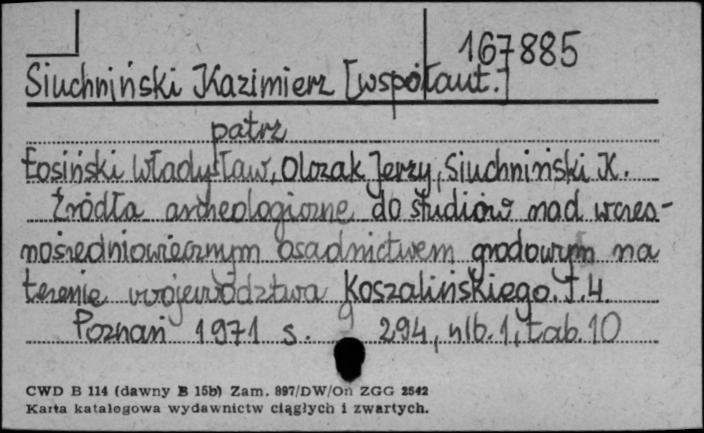 167885
Siuchniński Kazimierz [współaut.]
patrz
Łosiński Władysław, Olczak Jerzy, Siuchniński K.
Źródła archeologiczne do studiów nad wczes-
nośredniowiecznym osadnictwem grodowym na
terenie województwa Koszalińskiego. T.4.
Poznań 1971 s. 294, nlb. 1, tab. 10
CWD B 114 (dawny B 15b) Zam. 897/DW/On ZGG 2542
Karta katalogowa wydawnictw ciągłych i zwartych.